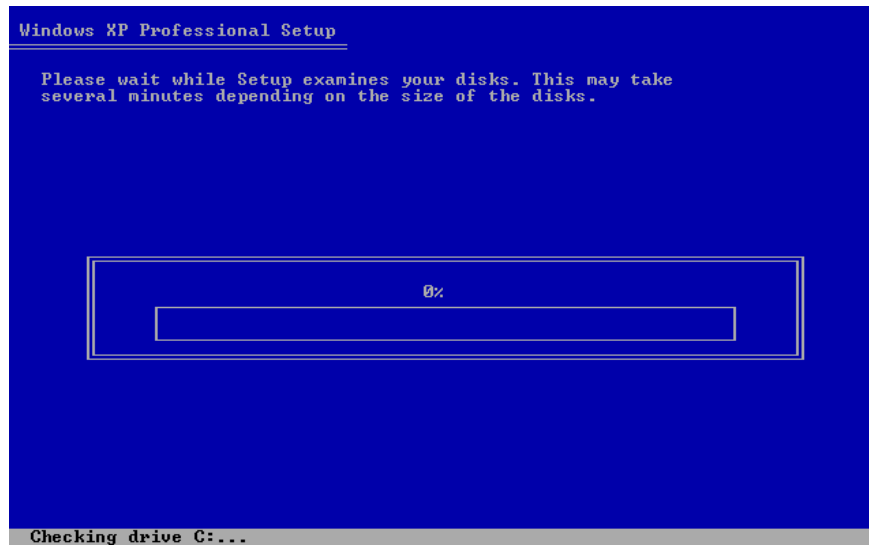 Windows XP Professional Setup
Please wait while Setup examines your disks. This may take
several minutes depending on the size of the disks.
0%
Checking drive C:...